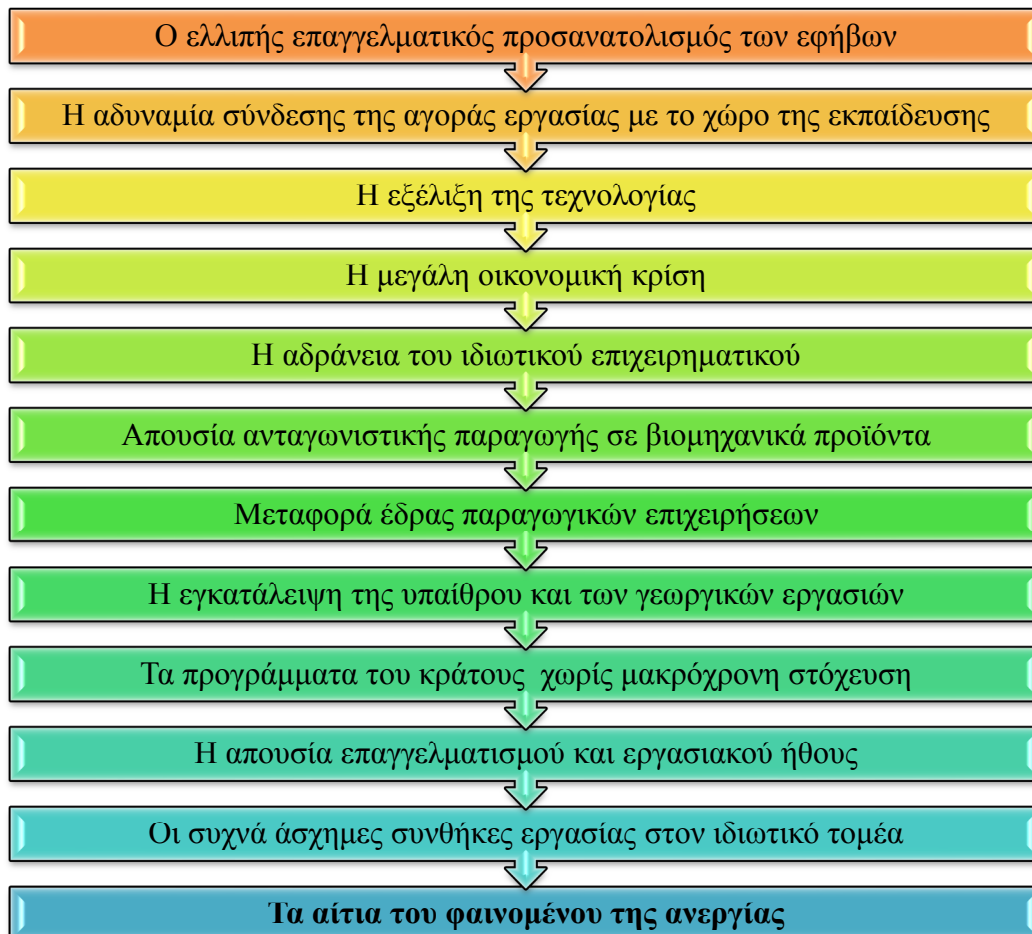 Ο ελλιπής επαγγελματικός προσανατολισμός των εφήβων
Η αδυναμία σύνδεσης της αγοράς εργασίας με το χώρο της εκπαίδευσης
Η εξέλιξη της τεχνολογίας
Η μεγάλη οικονομική κρίση
Η αδράνεια του ιδιωτικού επιχειρηματικού
Απουσία ανταγωνιστικής παραγωγής σε βιομηχανικά προϊόντα
Μεταφορά έδρας παραγωγικών επιχειρήσεων
Η εγκατάλειψη της υπαίθρου και των γεωργικών εργασιών
Τα προγράμματα του κράτους  χωρίς μακρόχρονη στόχευση
Η απουσία επαγγελματισμού και εργασιακού ήθους
Οι συχνά άσχημες συνθήκες εργασίας στον ιδιωτικό τομέα
Τα αίτια του φαινομένου της ανεργίας